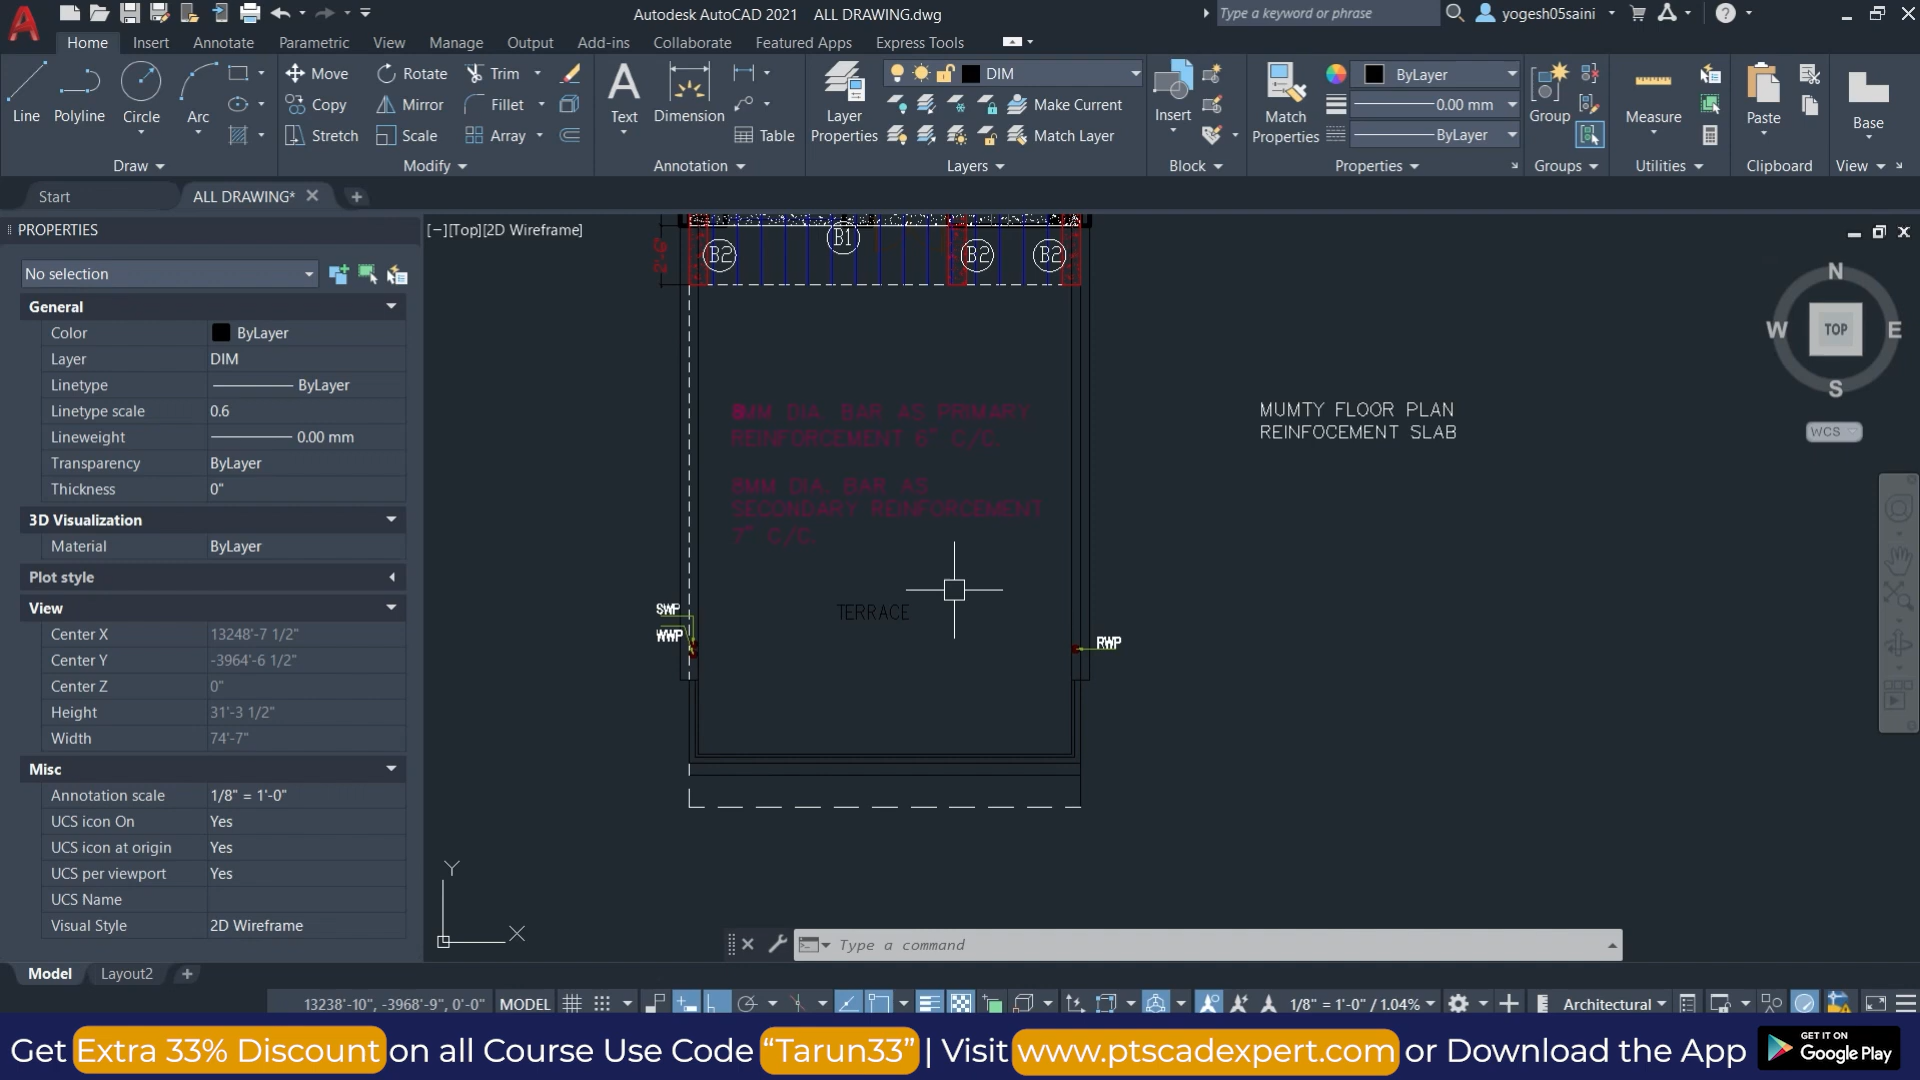 Autodesk AutoCAD 2021 ALL DRAWING.dwg
Type a keyword or phrase
yogesh05saini
Home Insert Annotate Parametric View Manage Output Add-ins Collaborate Featured Apps Express Tools
Line Polyline Circle Arc
Move Rotate Trim
Copy Mirror Fillet
Stretch Scale Array
Text Dimension Table
Layer Properties
DIM
Make Current
Match Layer
Insert
Match Properties
ByLayer
0.00 mm
ByLayer
Group Measure Paste Base
Draw Modify Annotation Layers Block Properties Groups Utilities Clipboard View
Start ALL DRAWING*
PROPERTIES
No selection
General
Color ByLayer
Layer DIM
Linetype ByLayer
Linetype scale 0.6
Lineweight 0.00 mm
Transparency ByLayer
Thickness 0"
3D Visualization
Material ByLayer
Plot style
View
Center X 13248'-7 1/2"
Center Y -3964'-6 1/2"
Center Z 0"
Height 31'-3 1/2"
Width 74'-7"
Misc
Annotation scale 1/8" = 1'-0"
UCS icon On Yes
UCS icon at origin Yes
UCS per viewport Yes
UCS Name
Visual Style 2D Wireframe
[−][Top][2D Wireframe]
2'-6"
B2 B1 B2 B2
8MM DIA. BAR AS PRIMARY
REINFORCEMENT 6" C/C.
8MM DIA. BAR AS
SECONDARY REINFORCEMENT
7" C/C.
TERRACE
SWP
WWP
RWP
MUMTY FLOOR PLAN
REINFOCEMENT SLAB
N
W TOP E
S
WCS
Y
X
Type a command
Model Layout2
13238'-10", -3968'-9", 0'-0" MODEL 1/8" = 1'-0" / 1.04% Architectural
Get Extra 33% Discount on all Course Use Code “Tarun33” | Visit www.ptscadexpert.com or Download the App
GET IT ON
Google Play